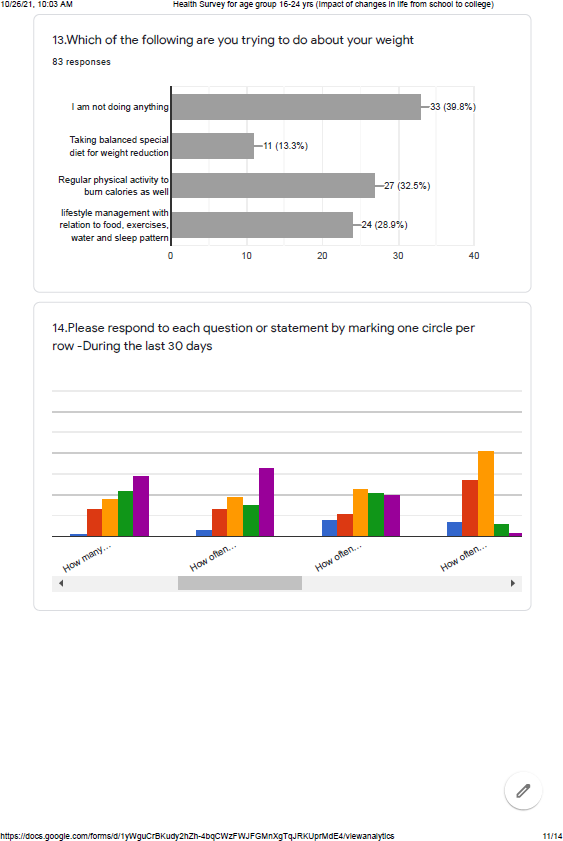 10/26/21, 10:03 AM Health Survey for age group 16-24 yrs (Impact of changes in life from school to college)
13.Which of the following are you trying to do about your weight
83 responses
I am not doing anything
33 (39.8%)
Taking balanced special
diet for weight reduction
11 (13.3%)
Regular physical activity to
burn calories as well
27 (32.5%)
lifestyle management with
relation to food, exercises,
water and sleep pattern
24 (28.9%)
0 10 20 30 40
14.Please respond to each question or statement by marking one circle per
row -During the last 30 days
How many... How often... How often... How often...
https://docs.google.com/forms/d/1yWguCrBKudy2hZh-4bqCWzFWJFGMnXgTqJRKUprMdE4/viewanalytics 11/14